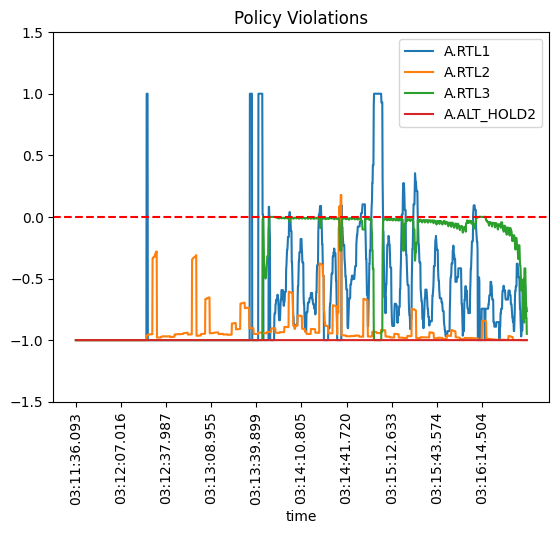 Policy Violations
A.RTL1
A.RTL2
A.RTL3
A.ALT_HOLD2
1.5
1.0
0.5
0.0
−0.5
−1.0
−1.5
03:11:36.093
03:12:07.016
03:12:37.987
03:13:08.955
03:13:39.899
03:14:10.805
03:14:41.720
03:15:12.633
03:15:43.574
03:16:14.504
time